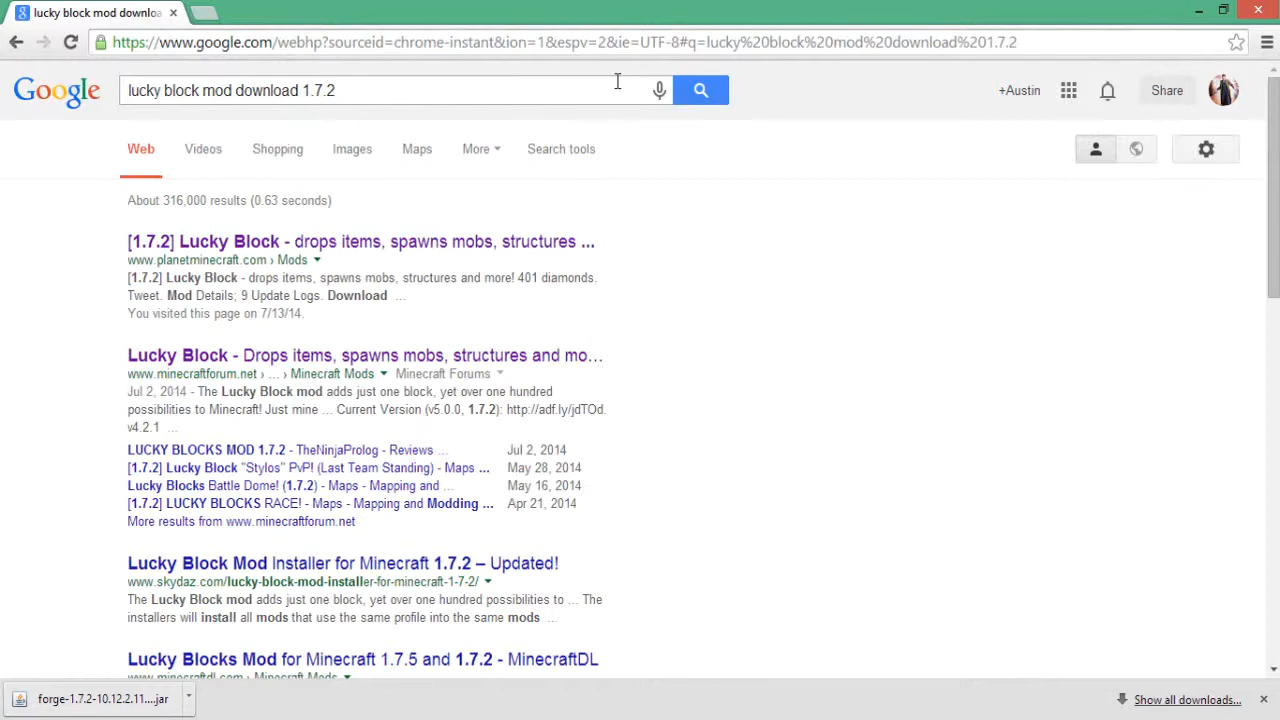 lucky block mod downloa
https://www.google.com/webhp?sourceid=chrome-instant&ion=1&espv=2&ie=UTF-8#q=lucky%20block%20mod%20download%201.7.2
Google
lucky block mod download 1.7.2
+Austin
Share
Web Videos Shopping Images Maps More Search tools
About 316,000 results (0.63 seconds)
[1.7.2] Lucky Block - drops items, spawns mobs, structures ...
www.planetminecraft.com › Mods
[1.7.2] Lucky Block - drops items, spawns mobs, structures and more! 401 diamonds.
Tweet. Mod Details; 9 Update Logs. Download ...
You visited this page on 7/13/14.
Lucky Block - Drops items, spawns mobs, structures and mo...
www.minecraftforum.net › ... › Minecraft Mods Minecraft Forums
Jul 2, 2014 - The Lucky Block mod adds just one block, yet over one hundred
possibilities to Minecraft! Just mine ... Current Version (v5.0.0, 1.7.2): http://adf.ly/jdTOd.
v4.2.1 ...
LUCKY BLOCKS MOD 1.7.2 - TheNinjaProlog - Reviews ... Jul 2, 2014
[1.7.2] Lucky Block "Stylos" PvP! (Last Team Standing) - Maps ... May 28, 2014
Lucky Blocks Battle Dome! (1.7.2) - Maps - Mapping and ... May 16, 2014
[1.7.2] LUCKY BLOCKS RACE! - Maps - Mapping and Modding ... Apr 21, 2014
More results from www.minecraftforum.net
Lucky Block Mod Installer for Minecraft 1.7.2 – Updated!
www.skydaz.com/lucky-block-mod-installer-for-minecraft-1-7-2/
The Lucky Block mod adds just one block, yet over one hundred possibilities to ... The
installers will install all mods that use the same profile into the same mods ...
Lucky Blocks Mod for Minecraft 1.7.5 and 1.7.2 - MinecraftDL
www.minecraftdl.com › Minecraft Mods
forge-1.7.2-10.12.2.11....jar
Show all downloads...